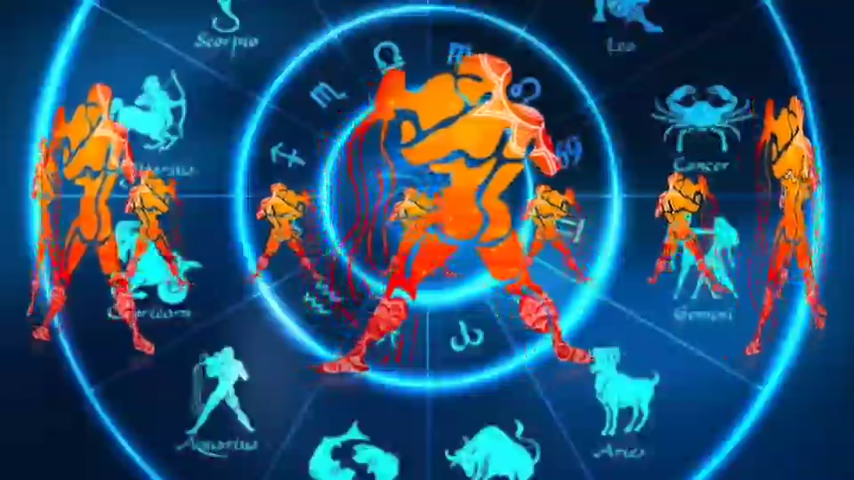 Scorpio
Leo
Cancer
Capricorn
Gemini
Aquarius
Aries